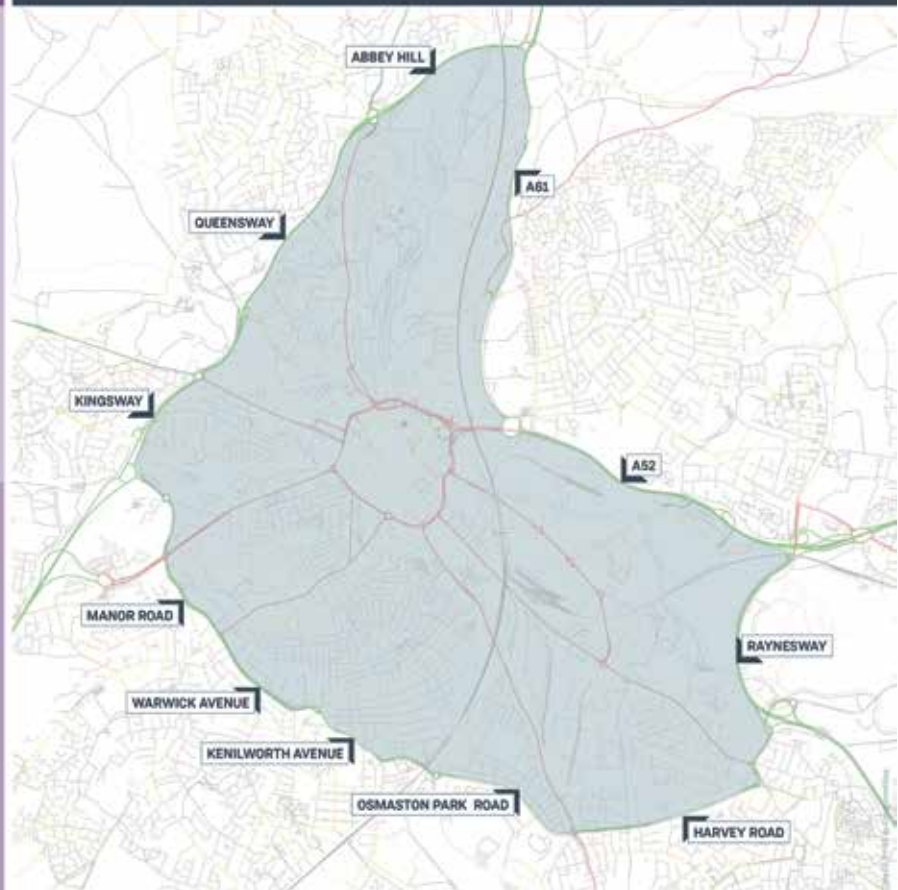 ABBEY HILL
A61
QUEENSWAY
KINGSWAY
A52
MANOR ROAD
RAYNESWAY
WARWICK AVENUE
KENILWORTH AVENUE
OSMASTON PARK ROAD
HARVEY ROAD